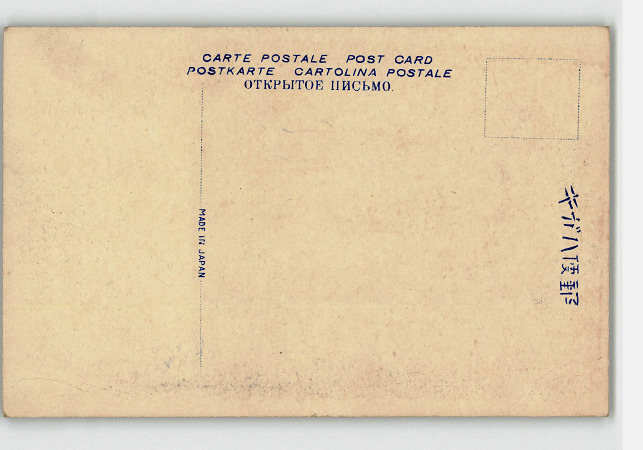 CARTE POSTALE POST CARD
POSTKARTE CARTOLINA POSTALE
ОТКРЫТОЕ ПИСЬМО.
MADE IN JAPAN
キガハ便郵